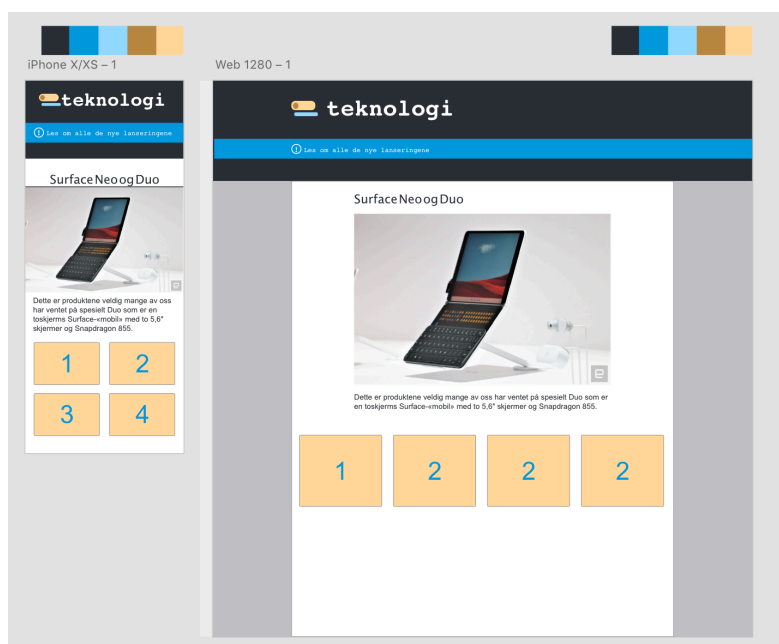 iPhone X/XS – 1
teknologi
Les om alle de nye lanseringene
Surface Neo og Duo
Dette er produktene veldig mange av oss
har ventet på spesielt Duo som er en
toskjerms Surface-«mobil» med to 5,6"
skjermer og Snapdragon 855.
1 2
3 4
Web 1280 – 1
teknologi
Les om alle de nye lanseringene
Surface Neo og Duo
Dette er produktene veldig mange av oss har ventet på spesielt Duo som er
en toskjerms Surface-«mobil» med to 5,6" skjermer og Snapdragon 855.
1 2 2 2